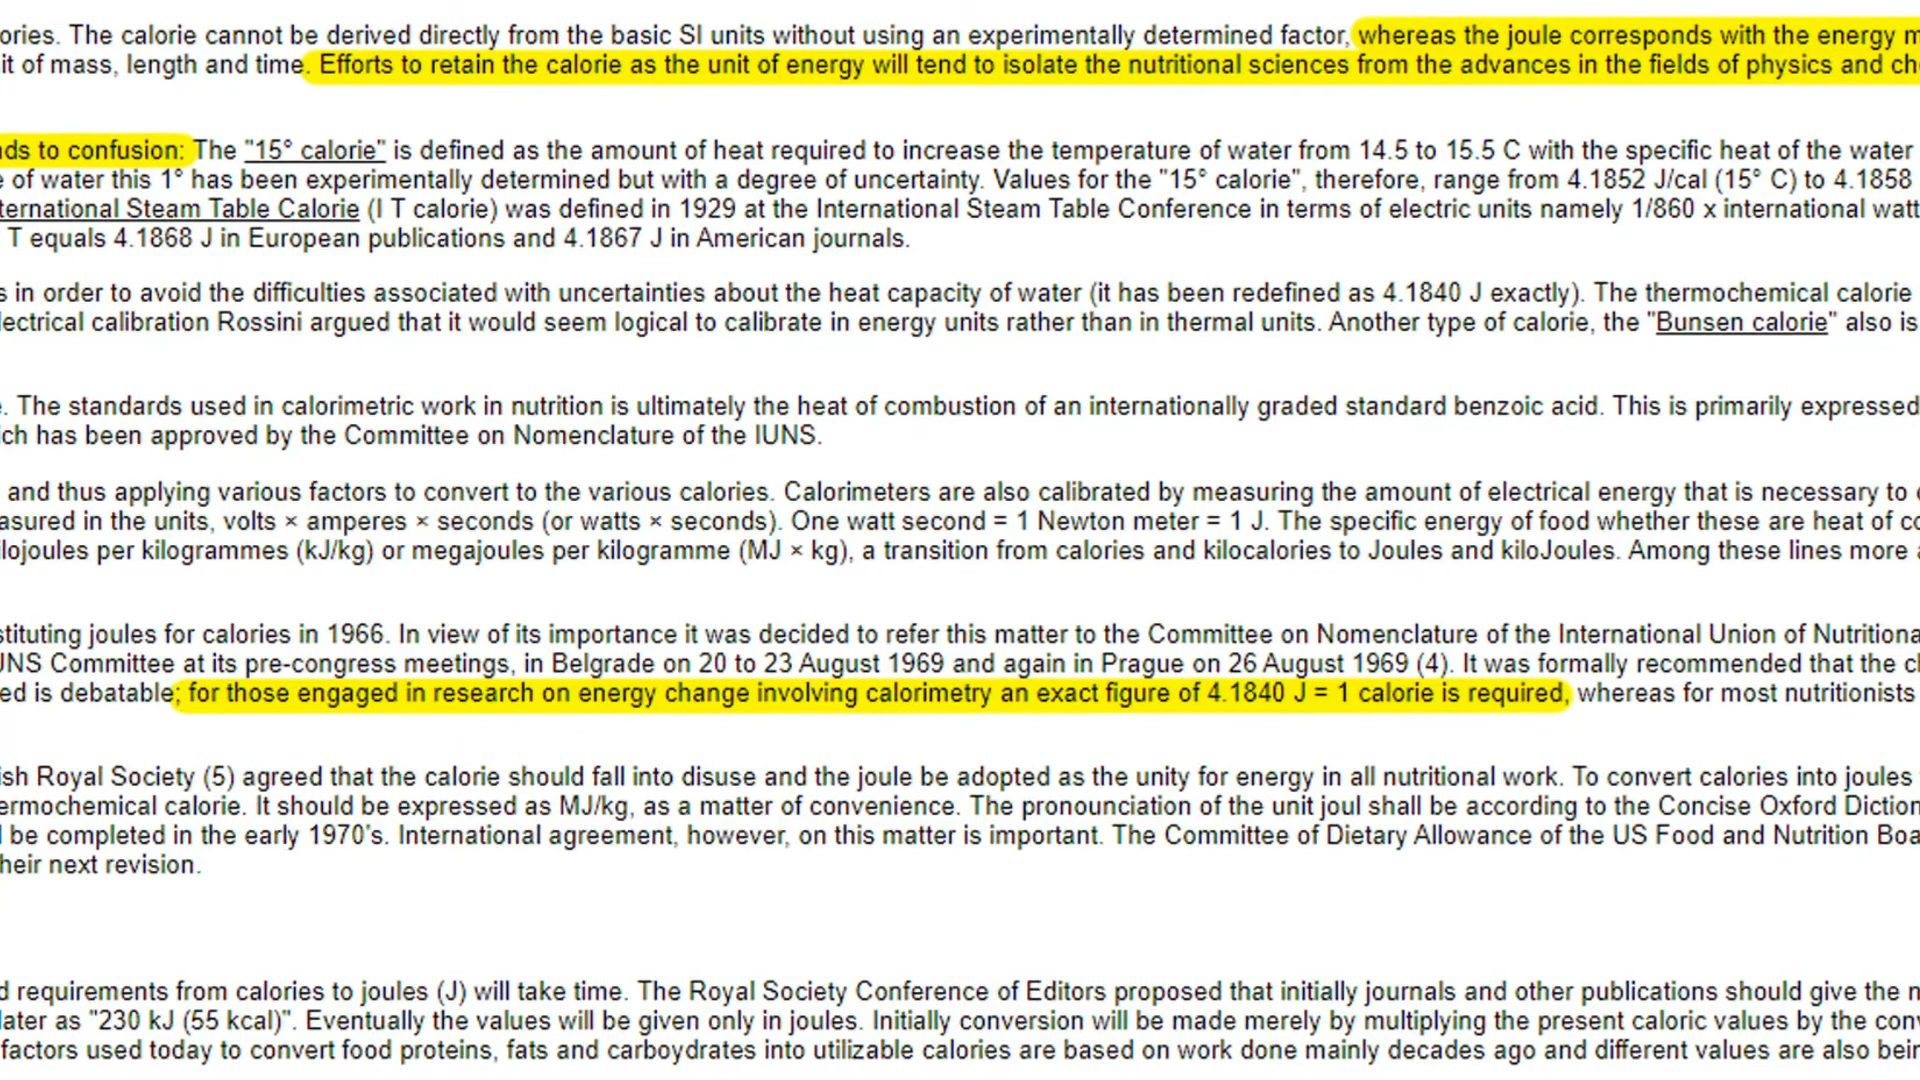 ories. The calorie cannot be derived directly from the basic SI units without using an experimentally determined factor, whereas the joule corresponds with the energy m
it of mass, length and time. Efforts to retain the calorie as the unit of energy will tend to isolate the nutritional sciences from the advances in the fields of physics and ch
ds to confusion: The "15° calorie" is defined as the amount of heat required to increase the temperature of water from 14.5 to 15.5 C with the specific heat of the water
e of water this 1° has been experimentally determined but with a degree of uncertainty. Values for the "15° calorie", therefore, range from 4.1852 J/cal (15° C) to 4.1858
ternational Steam Table Calorie (I T calorie) was defined in 1929 at the International Steam Table Conference in terms of electric units namely 1/860 x international watt
T equals 4.1868 J in European publications and 4.1867 J in American journals.
s in order to avoid the difficulties associated with uncertainties about the heat capacity of water (it has been redefined as 4.1840 J exactly). The thermochemical calorie
lectrical calibration Rossini argued that it would seem logical to calibrate in energy units rather than in thermal units. Another type of calorie, the "Bunsen calorie" also is
. The standards used in calorimetric work in nutrition is ultimately the heat of combustion of an internationally graded standard benzoic acid. This is primarily expressed
ich has been approved by the Committee on Nomenclature of the IUNS.
and thus applying various factors to convert to the various calories. Calorimeters are also calibrated by measuring the amount of electrical energy that is necessary to
asured in the units, volts × amperes × seconds (or watts × seconds). One watt second = 1 Newton meter = 1 J. The specific energy of food whether these are heat of co
ilojoules per kilogrammes (kJ/kg) or megajoules per kilogramme (MJ × kg), a transition from calories and kilocalories to Joules and kiloJoules. Among these lines more
stituting joules for calories in 1966. In view of its importance it was decided to refer this matter to the Committee on Nomenclature of the International Union of Nutritiona
UNS Committee at its pre-congress meetings, in Belgrade on 20 to 23 August 1969 and again in Prague on 26 August 1969 (4). It was formally recommended that the c
ed is debatable; for those engaged in research on energy change involving calorimetry an exact figure of 4.1840 J = 1 calorie is required, whereas for most nutritionists
ish Royal Society (5) agreed that the calorie should fall into disuse and the joule be adopted as the unity for energy in all nutritional work. To convert calories into joules
ermochemical calorie. It should be expressed as MJ/kg, as a matter of convenience. The pronounciation of the unit joul shall be according to the Concise Oxford Diction
l be completed in the early 1970's. International agreement, however, on this matter is important. The Committee of Dietary Allowance of the US Food and Nutrition Boa
heir next revision.
d requirements from calories to joules (J) will take time. The Royal Society Conference of Editors proposed that initially journals and other publications should give the n
later as "230 kJ (55 kcal)". Eventually the values will be given only in joules. Initially conversion will be made merely by multiplying the present caloric values by the conv
factors used today to convert food proteins, fats and carboydrates into utilizable calories are based on work done mainly decades ago and different values are also bein